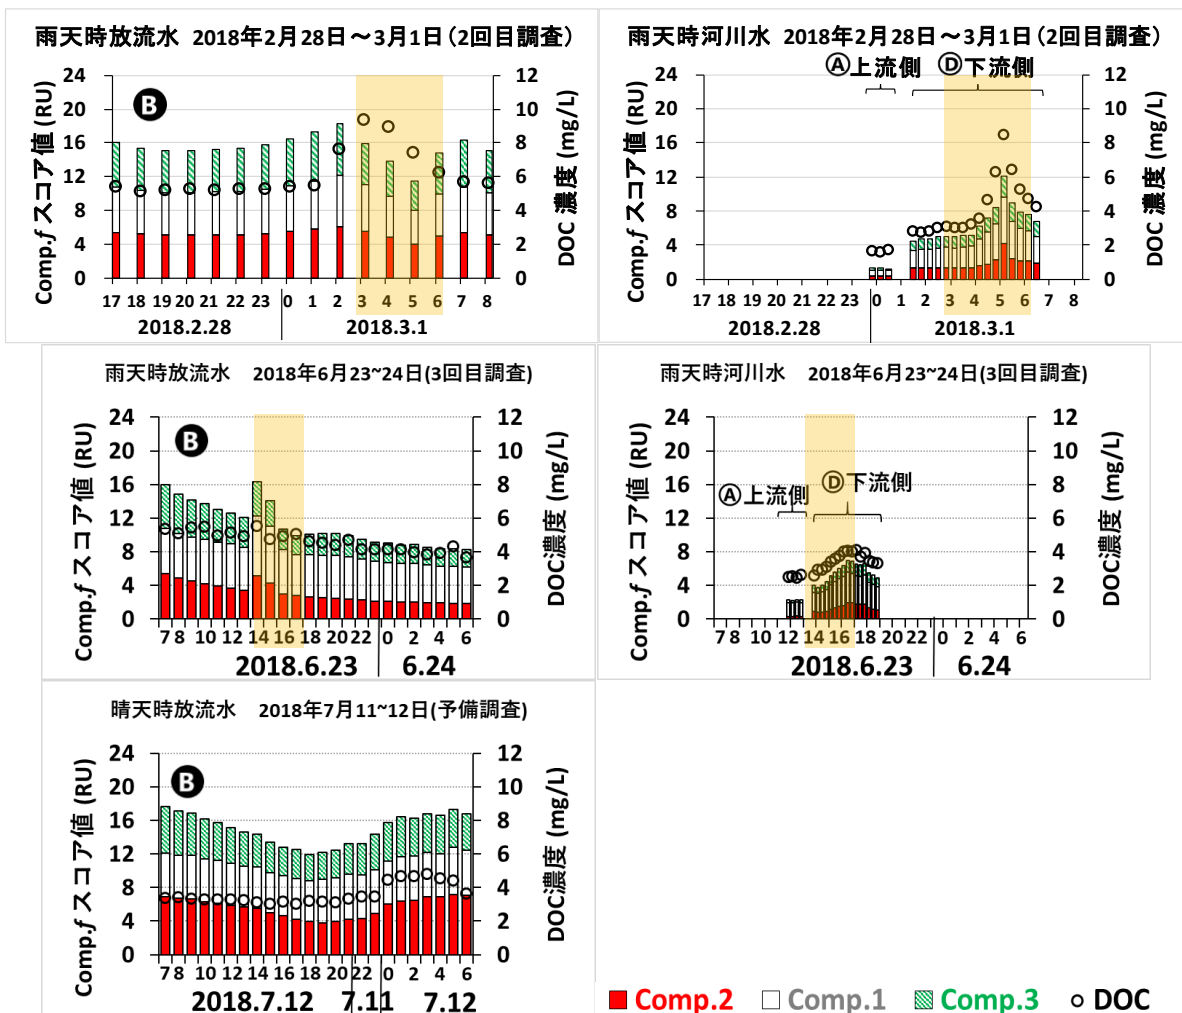 雨天時放流水 2018年2月28日～3月1日(2回目調査)
Comp.f スコア値 (RU)
24
20
16
12
8
4
0
B
12
10
8
6
4
2
0
DOC 濃度 (mg/L)
17 18 19 20 21 22 23 0 1 2 3 4 5 6 7 8
2018.2.28 2018.3.1
雨天時河川水 2018年2月28日～3月1日(2回目調査)
Ⓐ上流側 Ⓓ下流側
Comp.f スコア値 (RU)
24
20
16
12
8
4
0
12
10
8
6
4
2
0
DOC 濃度 (mg/L)
17 18 19 20 21 22 23 0 1 2 3 4 5 6 7 8
2018.2.28 2018.3.1
雨天時放流水 2018年6月23~24日(3回目調査)
Comp.f スコア値 (RU)
24
20
16
12
8
4
0
B
12
10
8
6
4
2
0
DOC濃度 (mg/L)
7 8 10 12 14 16 18 20 22 0 2 4 6
2018.6.23 6.24
雨天時河川水 2018年6月23~24日(3回目調査)
Comp.f スコア値 (RU)
24
20
16
12
8
4
0
Ⓐ上流側 Ⓓ下流側
12
10
8
6
4
2
0
DOC濃度 (mg/L)
7 8 10 12 14 16 18 20 22 0 2 4 6
2018.6.23 6.24
晴天時放流水 2018年7月11~12日(予備調査)
Comp.f スコア値 (RU)
24
20
16
12
8
4
0
B
12
10
8
6
4
2
0
DOC濃度 (mg/L)
7 8 10 12 14 16 18 20 22 0 2 4 6
2018.7.12 7.11 7.12
Comp.2 Comp.1 Comp.3 DOC